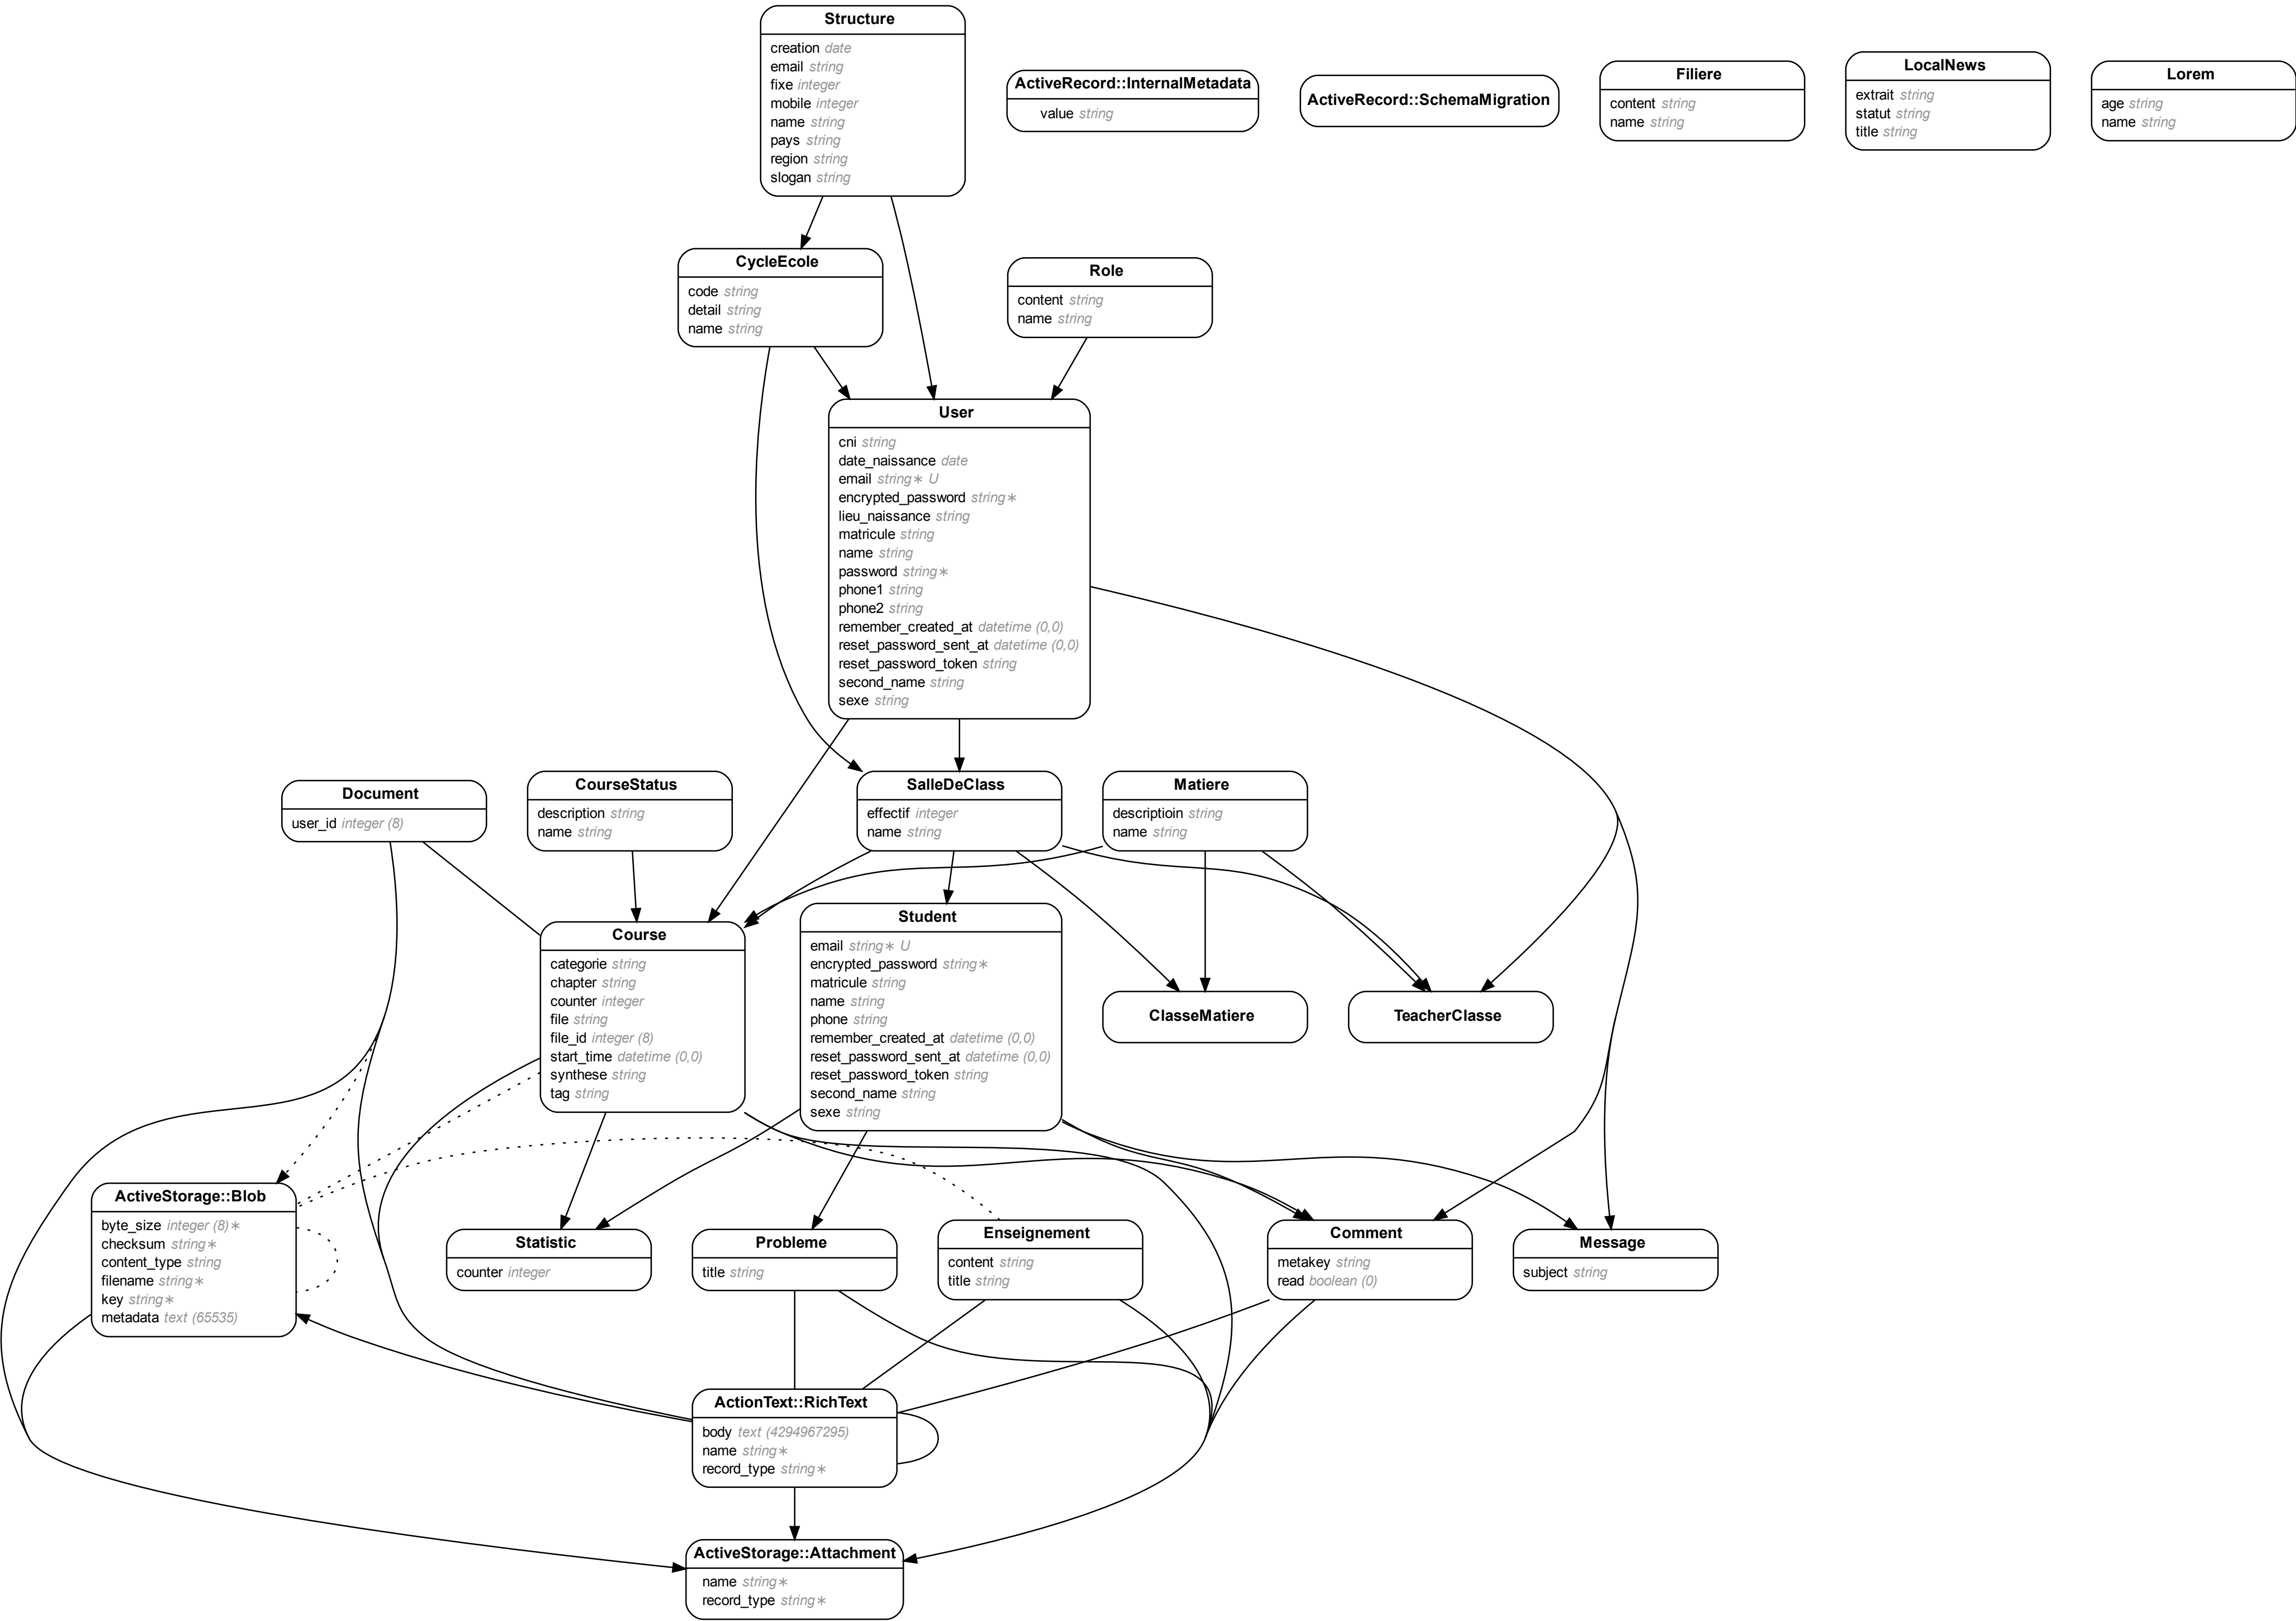 Structure
creation date
email string
fixe integer
mobile integer
name string
pays string
region string
slogan string
ActiveRecord::InternalMetadata
value string
ActiveRecord::SchemaMigration
Filiere
content string
name string
LocalNews
extrait string
statut string
title string
Lorem
age string
name string
CycleEcole
code string
detail string
name string
Role
content string
name string
User
cni string
date_naissance date
email string∗ U
encrypted_password string∗
lieu_naissance string
matricule string
name string
password string∗
phone1 string
phone2 string
remember_created_at datetime (0,0)
reset_password_sent_at datetime (0,0)
reset_password_token string
second_name string
sexe string
Document
user_id integer (8)
CourseStatus
description string
name string
SalleDeClass
effectif integer
name string
Matiere
descriptioin string
name string
Course
categorie string
chapter string
counter integer
file string
file_id integer (8)
start_time datetime (0,0)
synthese string
tag string
Student
email string∗ U
encrypted_password string∗
matricule string
name string
phone string
remember_created_at datetime (0,0)
reset_password_sent_at datetime (0,0)
reset_password_token string
second_name string
sexe string
ClasseMatiere
TeacherClasse
ActiveStorage::Blob
byte_size integer (8)∗
checksum string∗
content_type string
filename string∗
key string∗
metadata text (65535)
Statistic
counter integer
Probleme
title string
Enseignement
content string
title string
Comment
metakey string
read boolean (0)
Message
subject string
ActionText::RichText
body text (4294967295)
name string∗
record_type string∗
ActiveStorage::Attachment
name string∗
record_type string∗